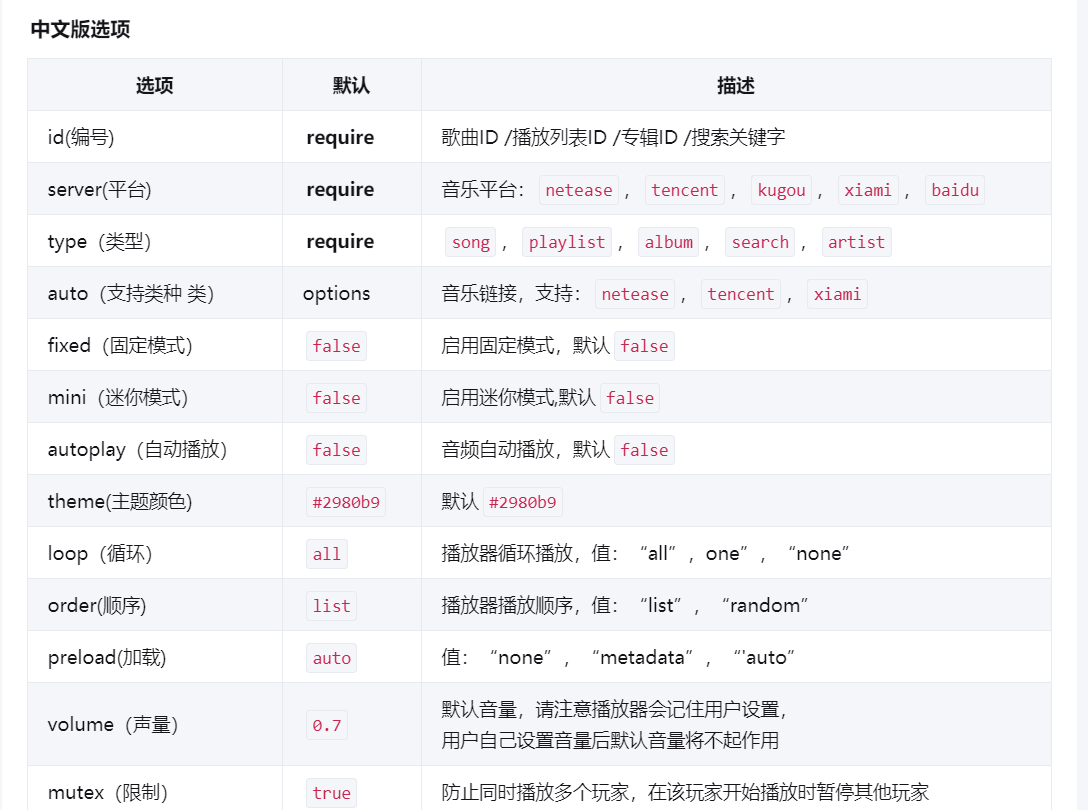 中文版选项
选项 默认 描述
id(编号) require 歌曲ID /播放列表ID /专辑ID /搜索关键字
server(平台) require 音乐平台： netease ， tencent ， kugou ， xiami ， baidu
type（类型） require song ， playlist ， album ， search ， artist
auto（支持类种 类） options 音乐链接，支持： netease ， tencent ， xiami
fixed（固定模式） false 启用固定模式，默认 false
mini（迷你模式） false 启用迷你模式,默认 false
autoplay（自动播放） false 音频自动播放，默认 false
theme(主题颜色) #2980b9 默认 #2980b9
loop（循环） all 播放器循环播放，值：“all”，one”，“none”
order(顺序) list 播放器播放顺序，值：“list”，“random”
preload(加载) auto 值：“none”，“metadata”，“'auto”
volume（声量） 0.7 默认音量，请注意播放器会记住用户设置，
用户自己设置音量后默认音量将不起作用
mutex（限制） true 防止同时播放多个玩家，在该玩家开始播放时暂停其他玩家